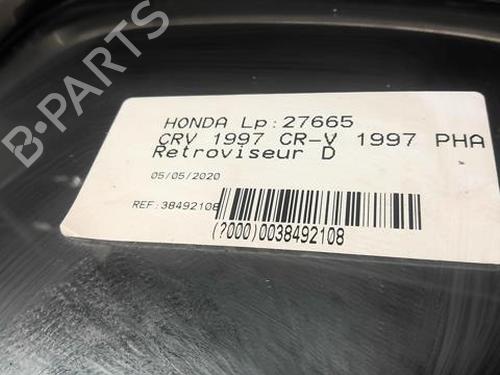 B-PARTS
HONDA Lp:27665
CRV 1997 CR-V 1997 PHA
Retroviseur D
05/05/2020
REF:38492108
(?000)0038492108